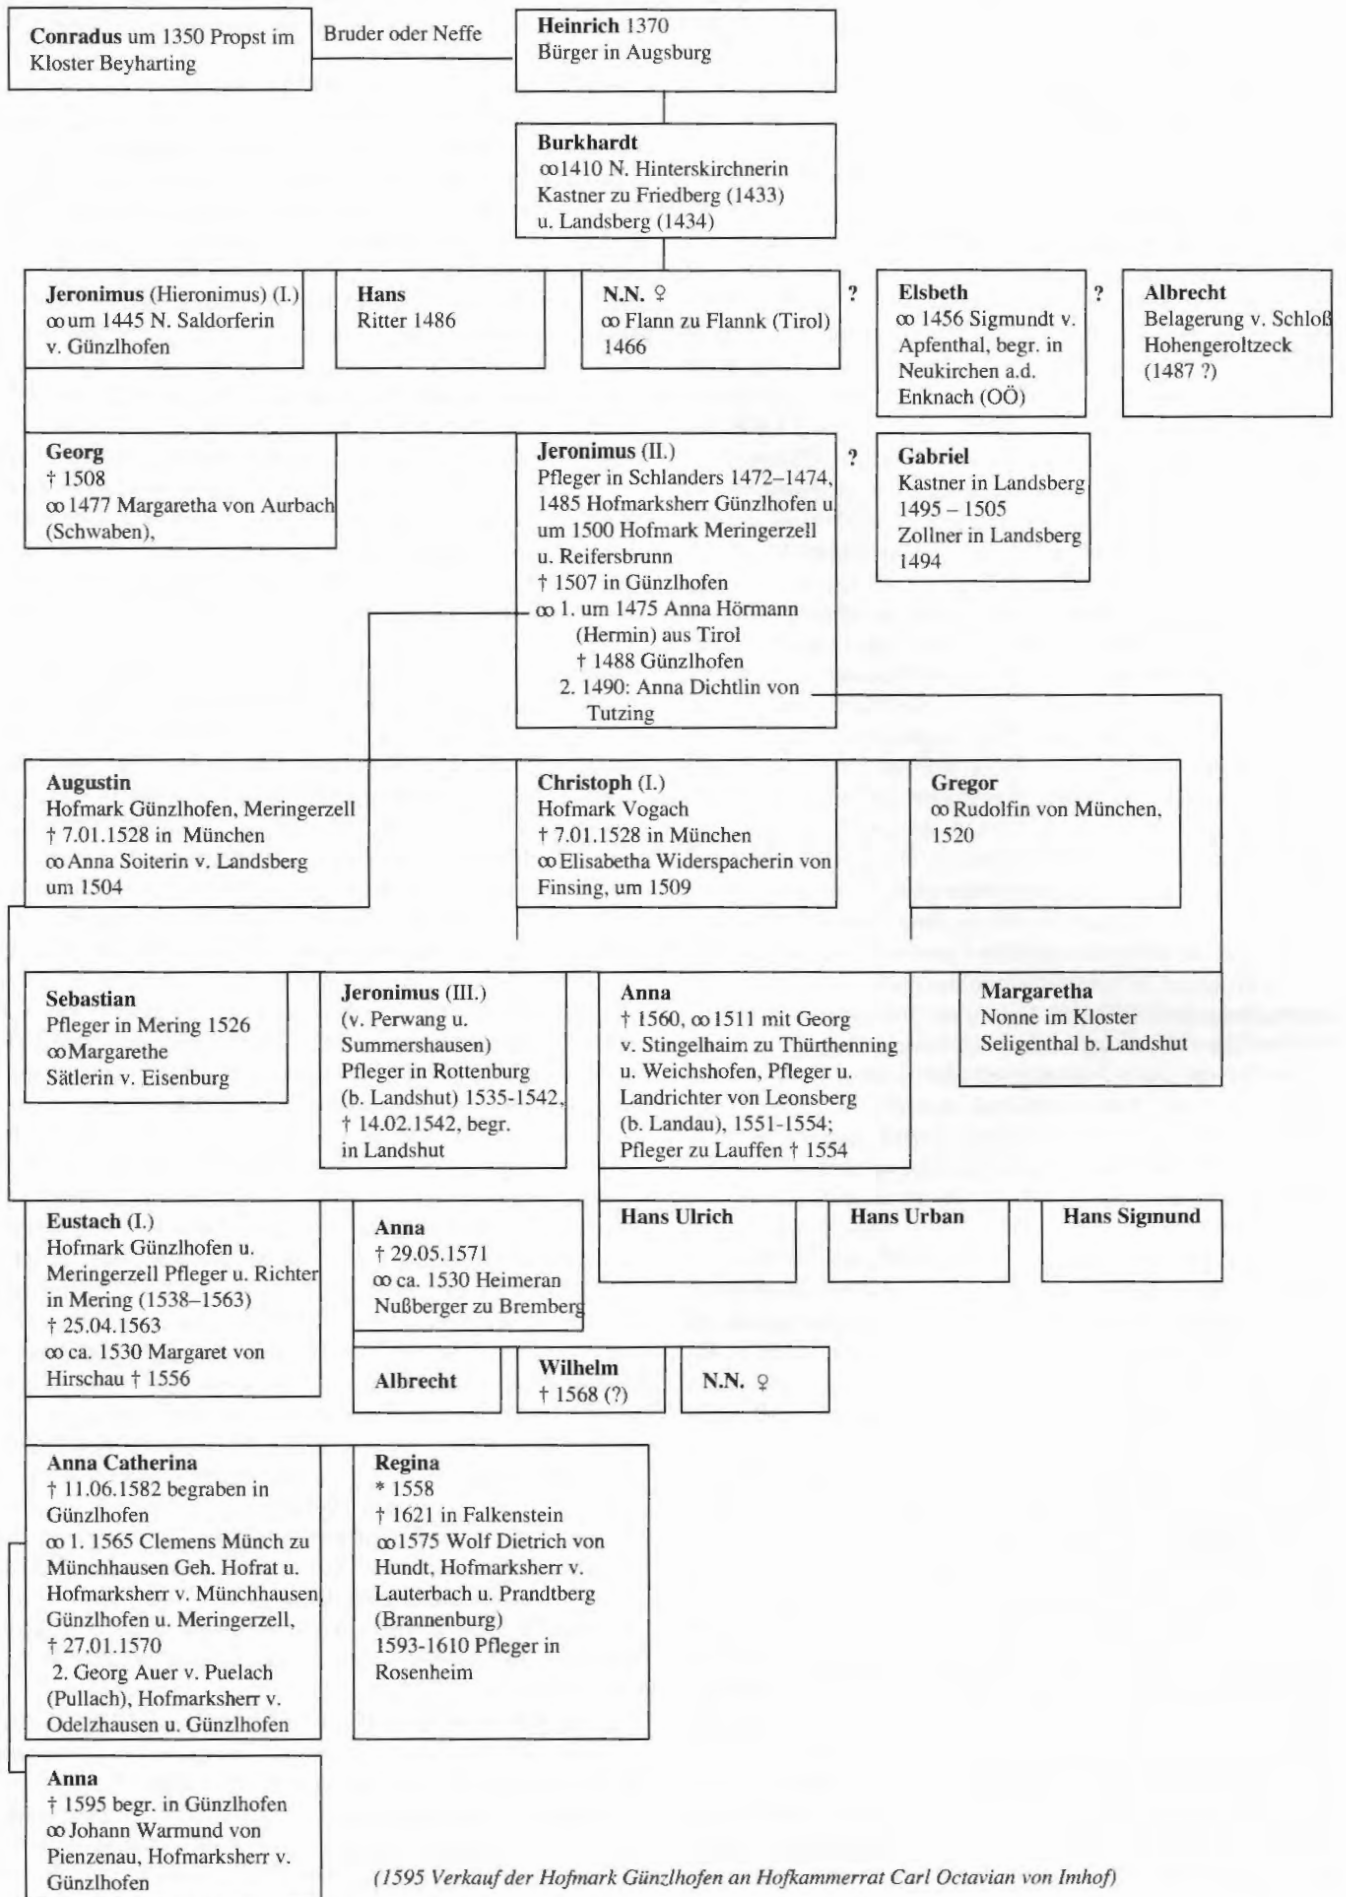 Conradus um 1350 Propst im
Kloster Beyharting
Bruder oder Neffe
Heinrich 1370
Bürger in Augsburg
Burkhardt
∞ 1410 N. Hinterskirchnerin
Kastner zu Friedberg (1433)
u. Landsberg (1434)
Jeronimus (Hieronimus) (I.)
∞ um 1445 N. Saldorferin
v. Günzlhofen
Hans
Ritter 1486
N.N. ♀
∞ Flann zu Flannk (Tirol)
1466
?
Elsbeth
∞ 1456 Sigmundt v.
Apfenthal, begr. in
Neukirchen a.d.
Enknach (OÖ)
?
Albrecht
Belagerung v. Schloß
Hohengeroltzeck
(1487 ?)
Georg
† 1508
∞ 1477 Margaretha von Aurbach
(Schwaben),
Jeronimus (II.)
Pfleger in Schlanders 1472–1474,
1485 Hofmarksherr Günzlhofen u.
um 1500 Hofmark Meringerzell
u. Reifersbrunn
† 1507 in Günzlhofen
∞ 1. um 1475 Anna Hörmann
(Hermin) aus Tirol
† 1488 Günzlhofen
2. 1490: Anna Dichtlin von
Tutzing
?
Gabriel
Kastner in Landsberg
1495 – 1505
Zollner in Landsberg
1494
Augustin
Hofmark Günzlhofen, Meringerzell
† 7.01.1528 in München
∞ Anna Soiterin v. Landsberg
um 1504
Christoph (I.)
Hofmark Vogach
† 7.01.1528 in München
∞ Elisabetha Widerspacherin von
Finsing, um 1509
Gregor
∞ Rudolfin von München,
1520
Sebastian
Pfleger in Mering 1526
∞ Margarethe
Sätlerin v. Eisenburg
Jeronimus (III.)
(v. Perwang u.
Summershausen)
Pfleger in Rottenburg
(b. Landshut) 1535-1542,
† 14.02.1542, begr.
in Landshut
Anna
† 1560, ∞ 1511 mit Georg
v. Stingelhaim zu Thürthenning
u. Weichshofen, Pfleger u.
Landrichter von Leonsberg
(b. Landau), 1551-1554;
Pfleger zu Lauffen † 1554
Margaretha
Nonne im Kloster
Seligenthal b. Landshut
Eustach (I.)
Hofmark Günzlhofen u.
Meringerzell Pfleger u. Richter
in Mering (1538–1563)
† 25.04.1563
∞ ca. 1530 Margaret von
Hirschau † 1556
Anna
† 29.05.1571
∞ ca. 1530 Heimeran
Nußberger zu Bremberg
Hans Ulrich
Hans Urban
Hans Sigmund
Albrecht
Wilhelm
† 1568 (?)
N.N. ♀
Anna Catherina
† 11.06.1582 begraben in
Günzlhofen
∞ 1. 1565 Clemens Münch zu
Münchhausen Geh. Hofrat u.
Hofmarksherr v. Münchhausen,
Günzlhofen u. Meringerzell,
† 27.01.1570
2. Georg Auer v. Puelach
(Pullach), Hofmarksherr v.
Odelzhausen u. Günzlhofen
Regina
* 1558
† 1621 in Falkenstein
∞ 1575 Wolf Dietrich von
Hundt, Hofmarksherr v.
Lauterbach u. Prandtberg
(Brannenburg)
1593-1610 Pfleger in
Rosenheim
Anna
† 1595 begr. in Günzlhofen
∞ Johann Warmund von
Pienzenau, Hofmarksherr v.
Günzlhofen
(1595 Verkauf der Hofmark Günzlhofen an Hofkammerrat Carl Octavian von Imhof)